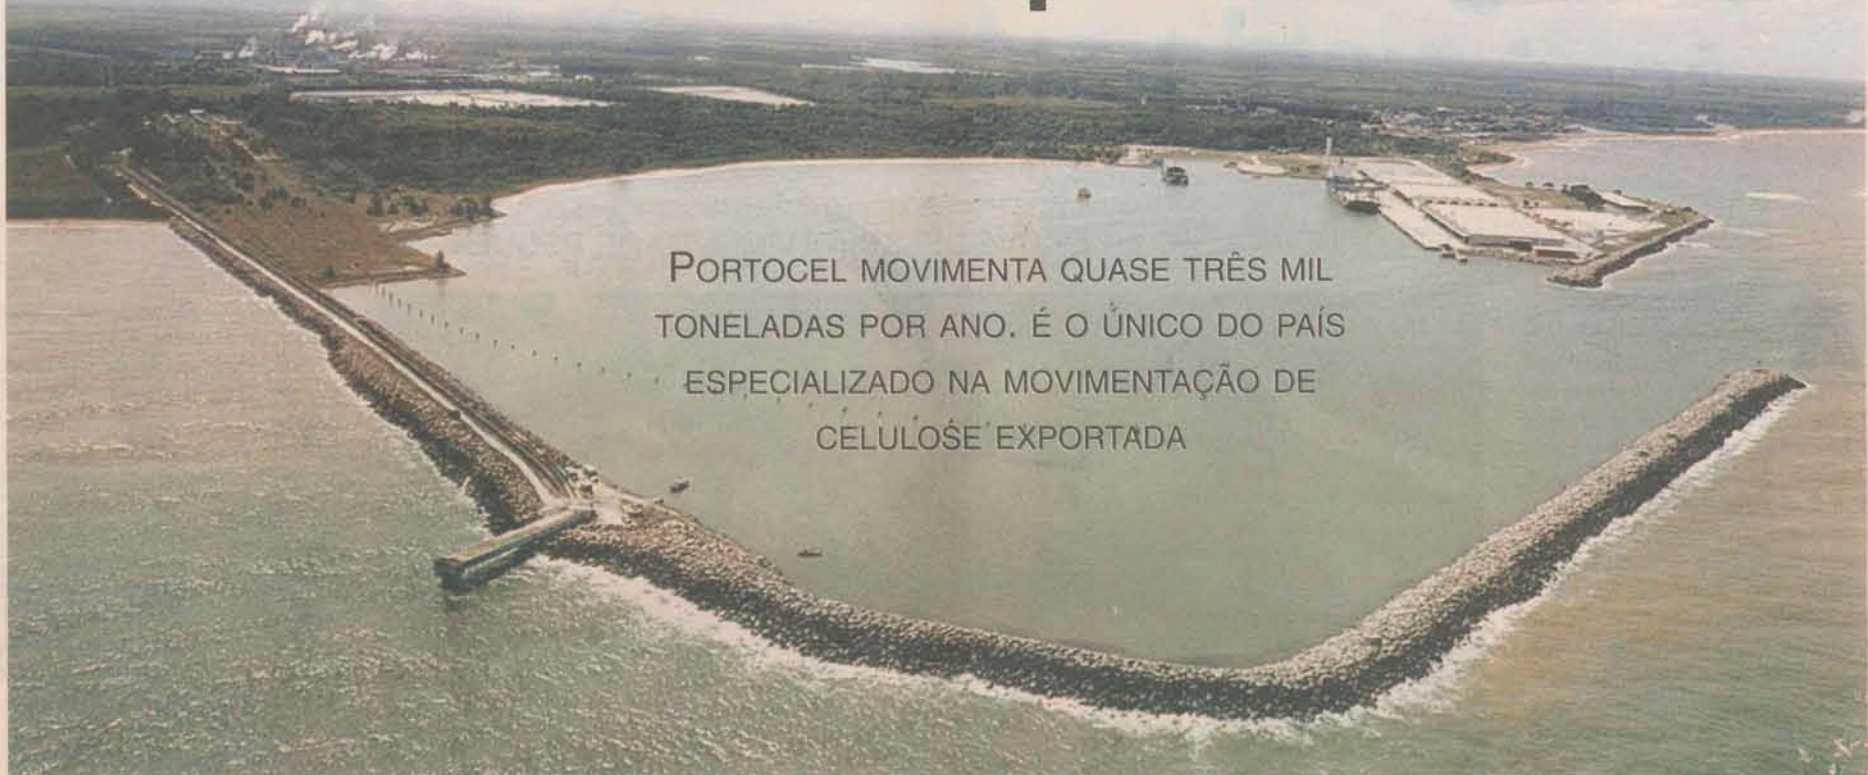 PORTOCEL MOVIMENTA QUASE TRÊS MIL
TONELADAS POR ANO. É O ÚNICO DO PAÍS
ESPECIALIZADO NA MOVIMENTAÇÃO DE
CELULOSE EXPORTADA